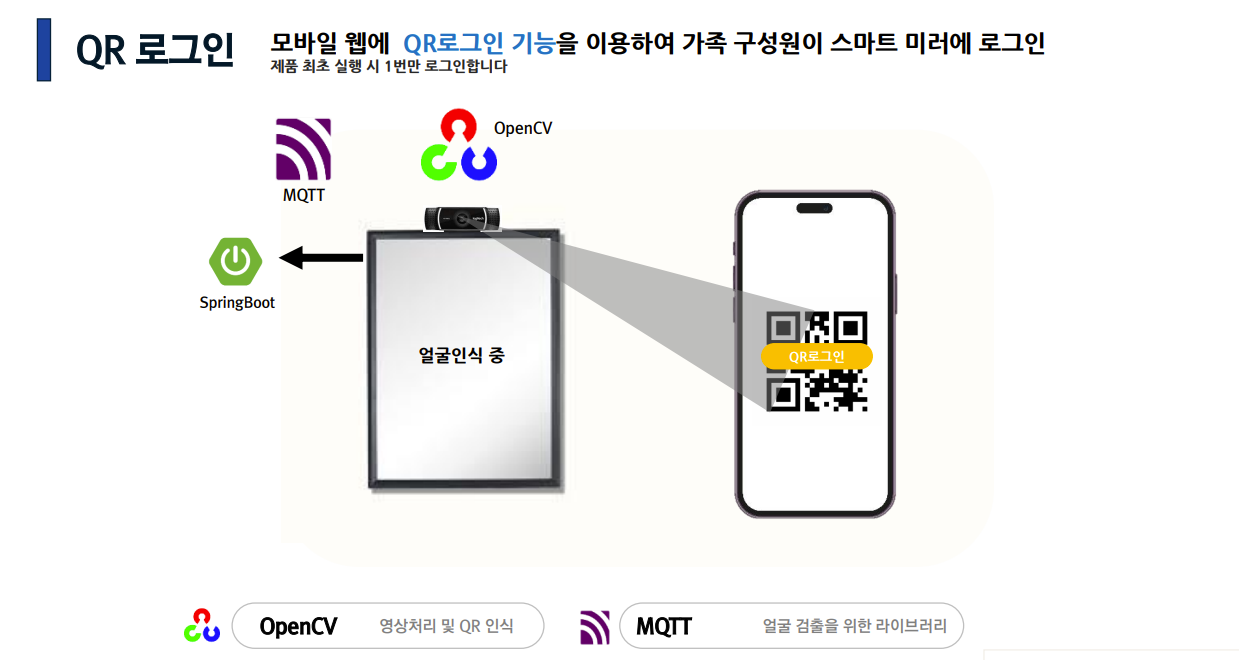 QR 로그인
모바일 웹에 QR로그인 기능을 이용하여 가족 구성원이 스마트 미러에 로그인
제품 최초 실행 시 1번만 로그인합니다
OpenCV
MQTT
SpringBoot
얼굴인식 중
QR로그인
OpenCV 영상처리 및 QR 인식
MQTT 얼굴 검출을 위한 라이브러리